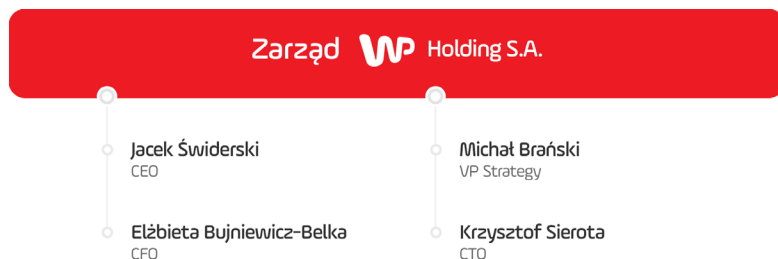 Zarząd WP Holding S.A.
Jacek Świderski
CEO
Elżbieta Bujniewicz-Belka
CFO
Michał Brański
VP Strategy
Krzysztof Sierota
CTO